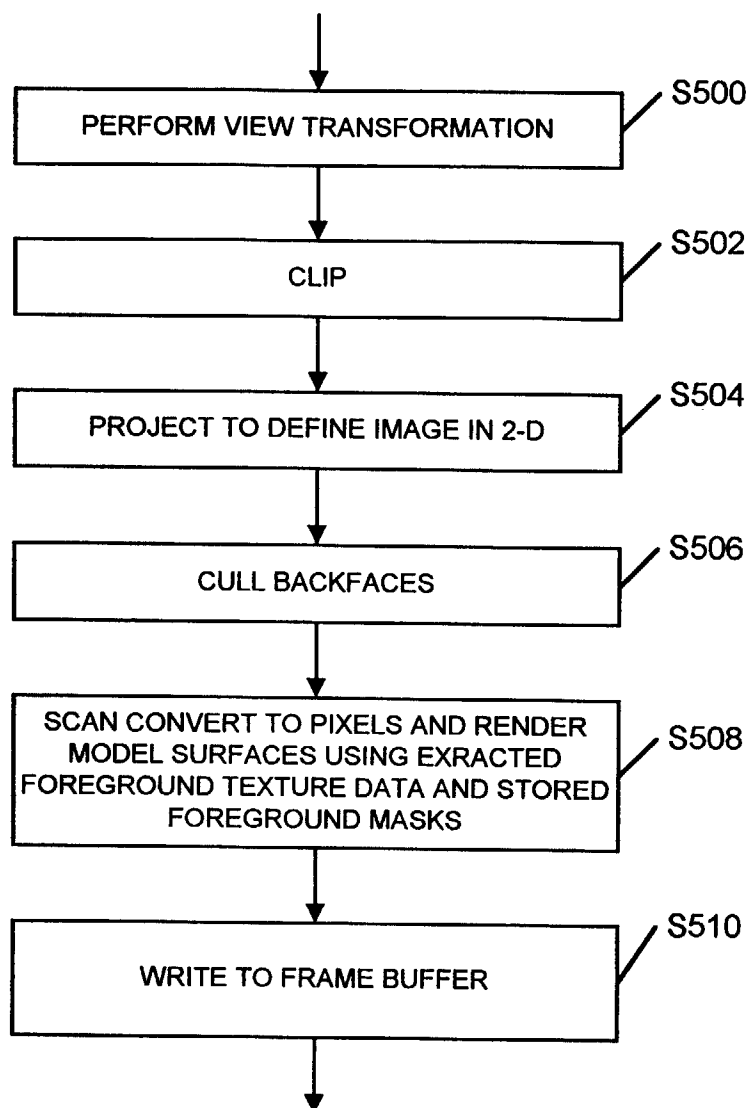 S500
PERFORM VIEW TRANSFORMATION
S502
CLIP
S504
PROJECT TO DEFINE IMAGE IN 2-D
S506
CULL BACKFACES
S508
SCAN CONVERT TO PIXELS AND RENDER
MODEL SURFACES USING EXRACTED
FOREGROUND TEXTURE DATA AND STORED
FOREGROUND MASKS
S510
WRITE TO FRAME BUFFER